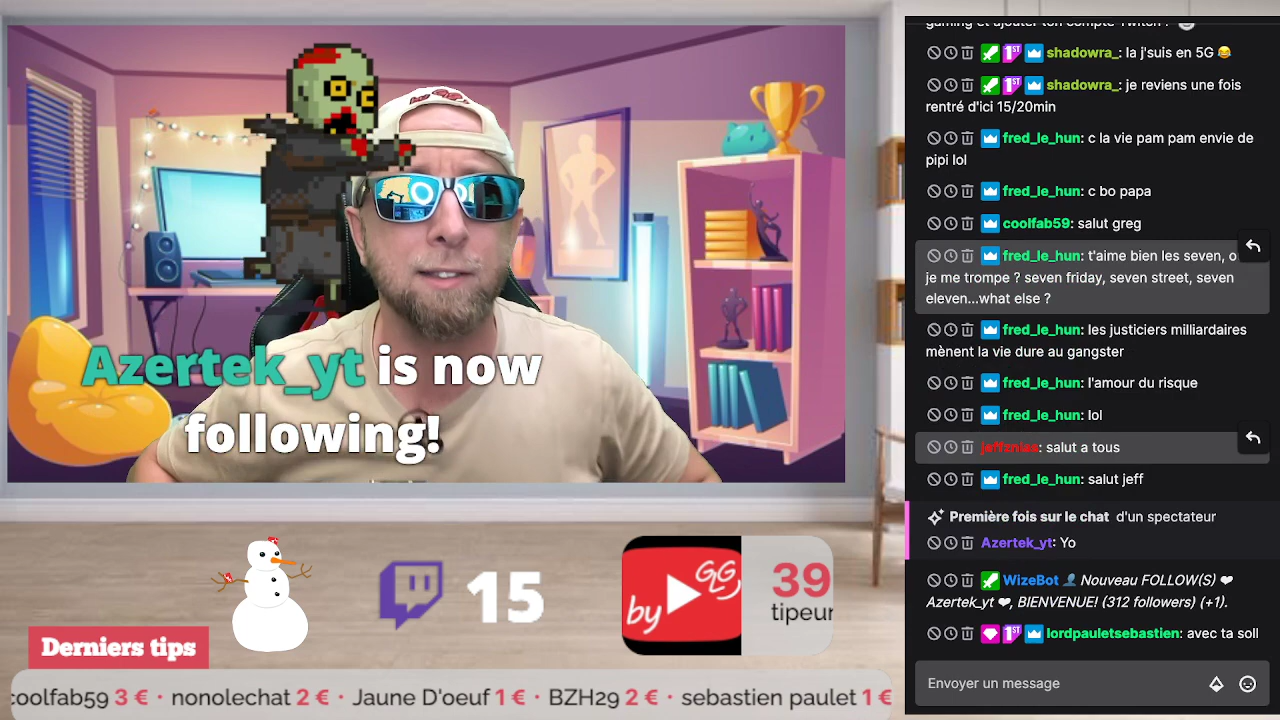 Azertek_yt is now
following!
15
by GG
39
tipeur
Derniers tips
coolfab59 3 € · nonolechat 2 € · Jaune D'oeuf 1 € · BZH29 2 € · sebastien paulet 1 €
gaming et ajouter ton compte Twitch !
1ST shadowra_: la j'suis en 5G 😂
1ST shadowra_: je reviens une fois
rentré d'ici 15/20min
fred_le_hun: c la vie pam pam envie de
pipi lol
fred_le_hun: c bo papa
coolfab59: salut greg
fred_le_hun: t'aime bien les seven, o
je me trompe ? seven friday, seven street, seven
eleven...what else ?
fred_le_hun: les justiciers milliardaires
mènent la vie dure au gangster
fred_le_hun: l'amour du risque
fred_le_hun: lol
: salut a tous
fred_le_hun: salut jeff
Première fois sur le chat d'un spectateur
Azertek_yt: Yo
WizeBot 👤 Nouveau FOLLOW(S) ❤
Azertek_yt ❤, BIENVENUE! (312 followers) (+1).
1ST lordpauletsebastien: avec ta soll
Envoyer un message